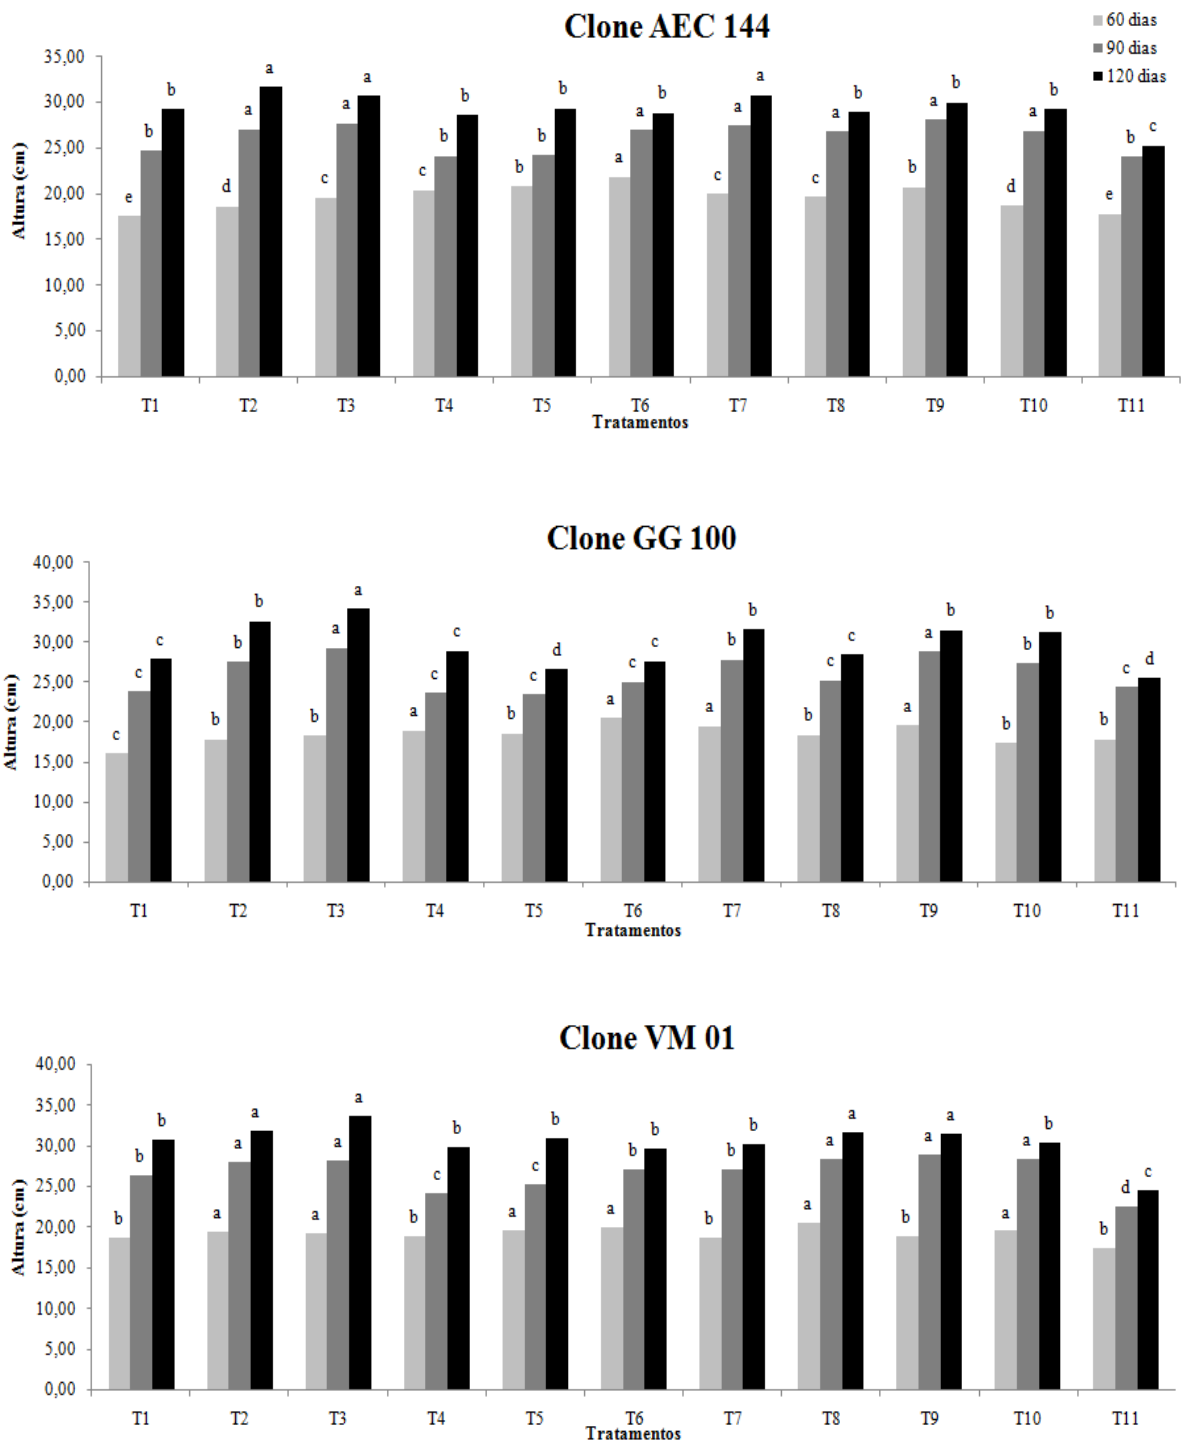 Clone AEC 144
60 dias
90 dias
120 dias
Altura (cm)
35,00
30,00
25,00
20,00
15,00
10,00
5,00
0,00
e b b
d a a
c a a
c b b
b b b
a a b
c a a
c a b
b a b
d a b
e b c
T1 T2 T3 T4 T5 T6 T7 T8 T9 T10 T11
Tratamentos
Clone GG 100
Altura (cm)
40,00
35,00
30,00
25,00
20,00
15,00
10,00
5,00
0,00
c c c
b b b
b a a
a c c
b c d
a c c
a b b
b c c
a a b
b b b
b c d
T1 T2 T3 T4 T5 T6 T7 T8 T9 T10 T11
Tratamentos
Clone VM 01
Altura (cm)
40,00
35,00
30,00
25,00
20,00
15,00
10,00
5,00
0,00
b b b
a a a
a a a
b c b
a c b
a b b
b b b
a a a
b a a
a a b
b d c
T1 T2 T3 T4 T5 T6 T7 T8 T9 T10 T11
Tratamentos